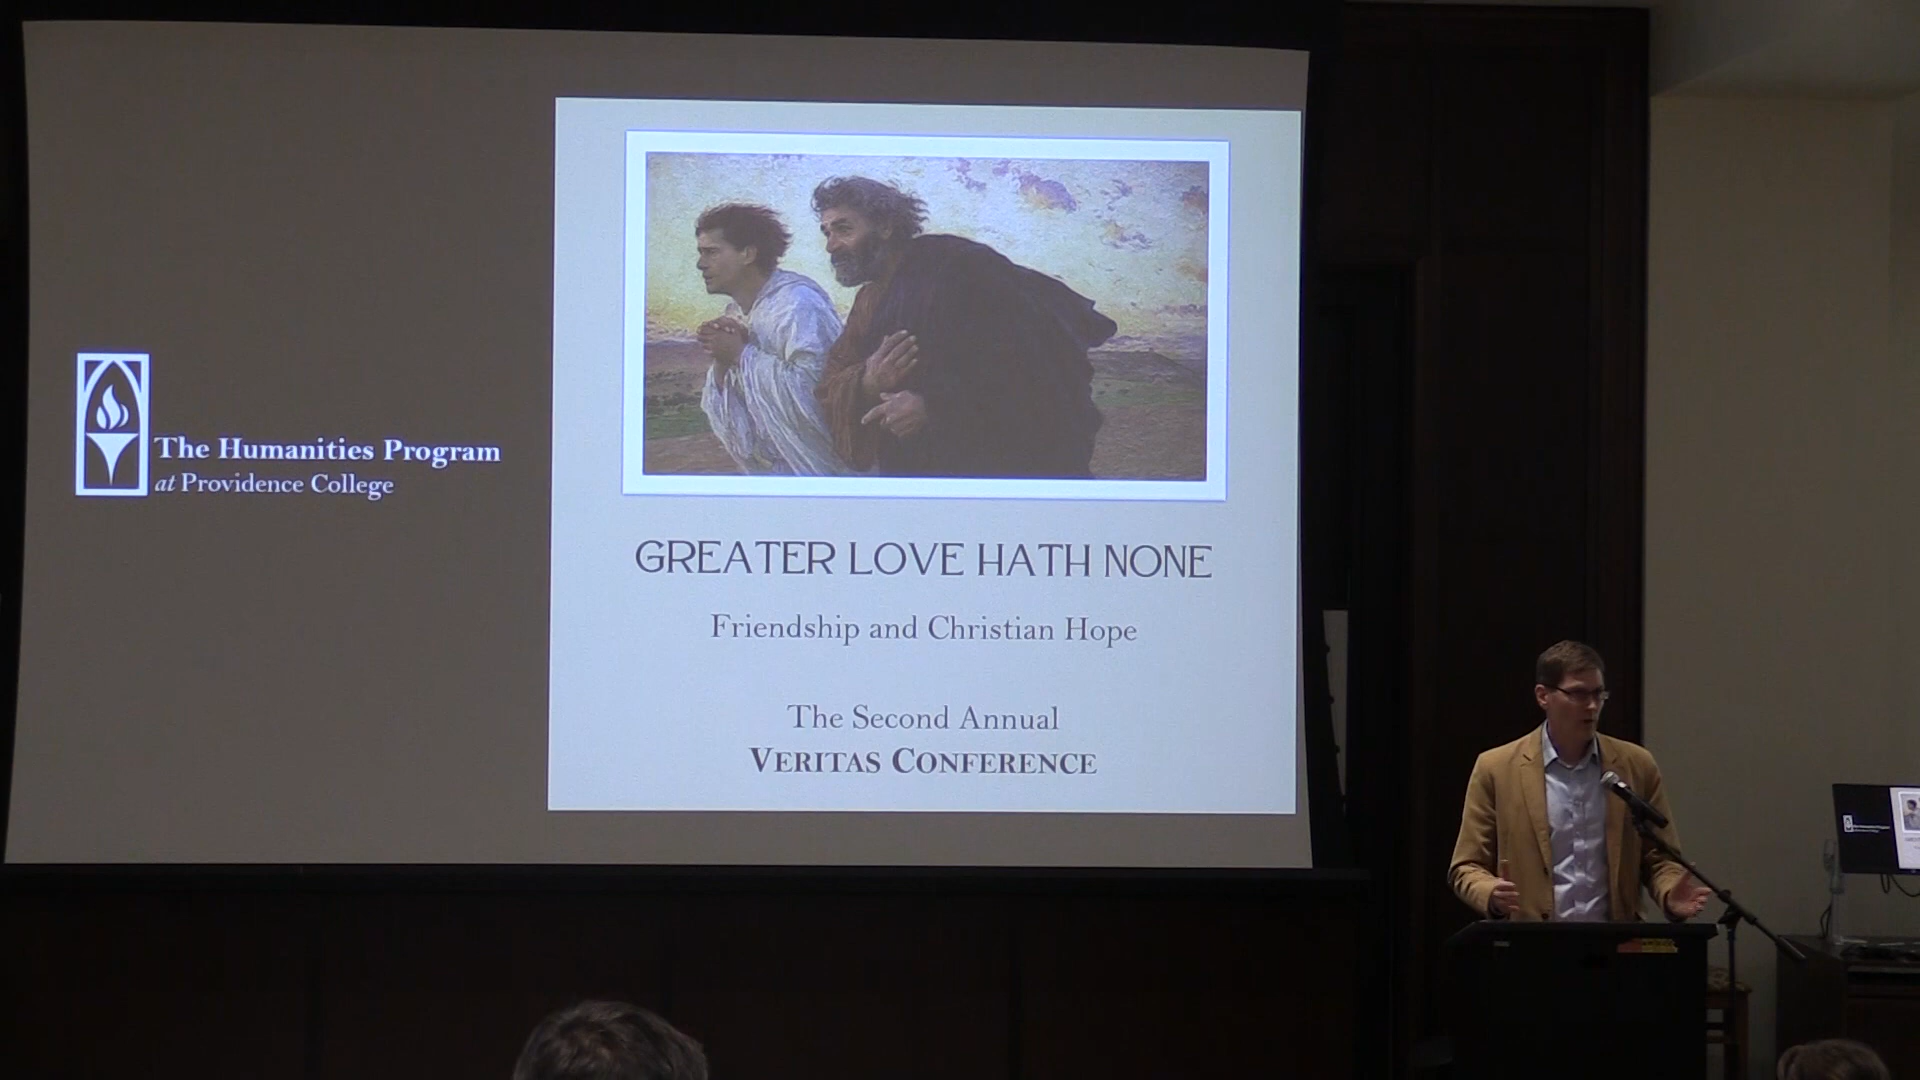 The Humanities Program
at Providence College
GREATER LOVE HATH NONE
Friendship and Christian Hope
The Second Annual
VERITAS CONFERENCE